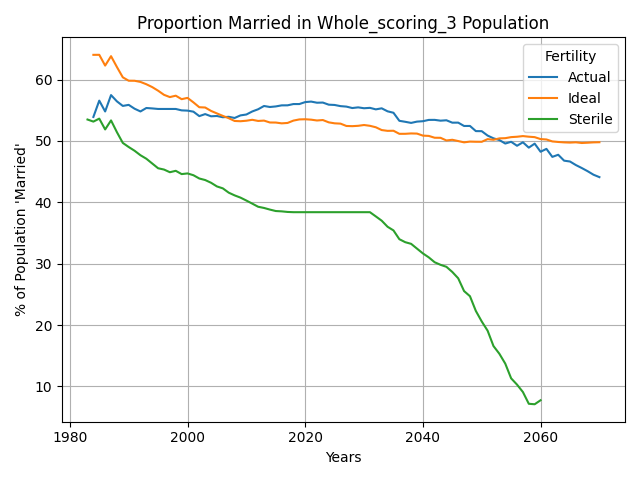 Proportion Married in Whole_scoring_3 Population
% of Population 'Married'
60
50
40
30
20
10
Fertility
Actual
Ideal
Sterile
1980
2000
2020
2040
2060
Years